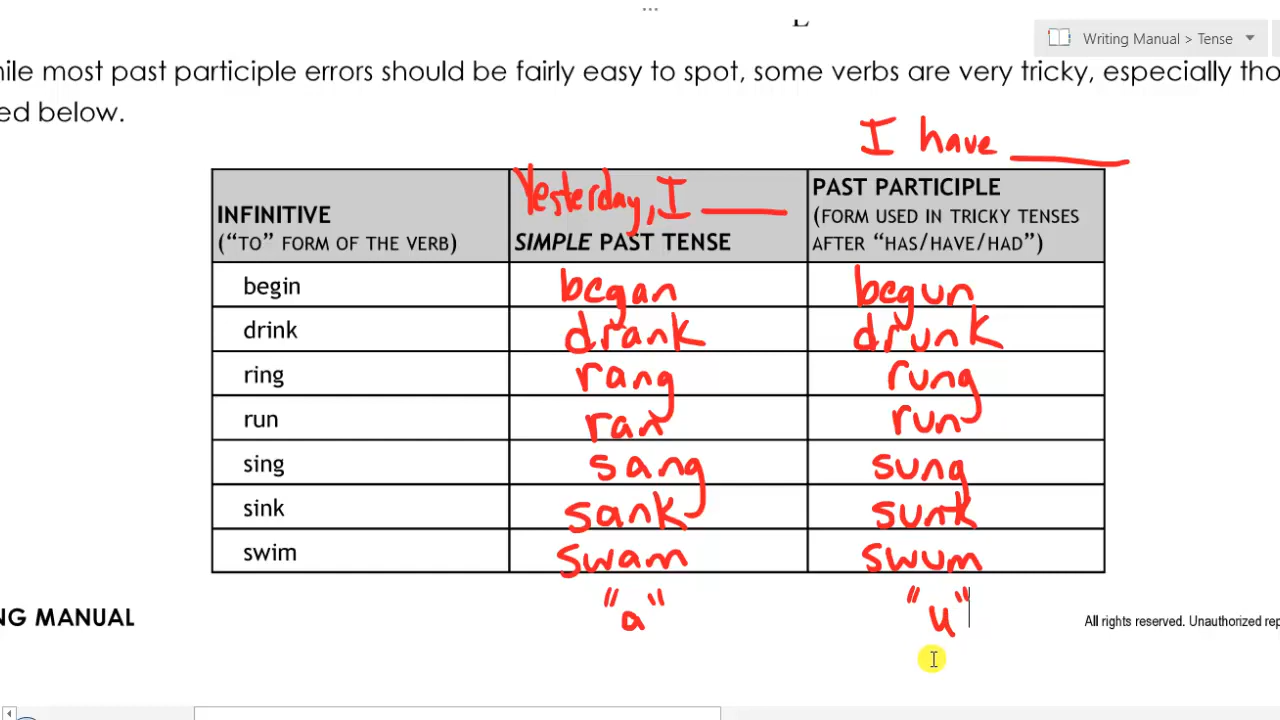 Writing Manual > Tense
hile most past participle errors should be fairly easy to spot, some verbs are very tricky, especially tho
ed below.
I have ____
Yesterday, I ____
INFINITIVE
("TO" FORM OF THE VERB)
SIMPLE PAST TENSE
PAST PARTICIPLE
(FORM USED IN TRICKY TENSES
AFTER "HAS/HAVE/HAD")
begin began begun
drink drank drunk
ring rang rung
run ran run
sing sang sung
sink sank sunk
swim swam swum
"a" "u"
NG MANUAL
All rights reserved. Unauthorized rep